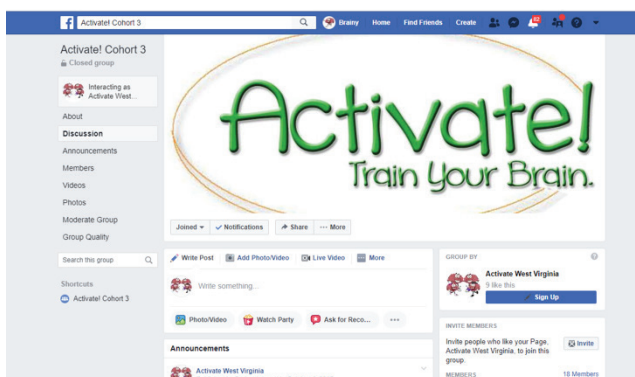 Activate! Cohort 3
Brainy
Home
Find Friends
Create
62
Activate! Cohort 3
Closed group
Interacting as
Activate West...
About
Discussion
Announcements
Members
Videos
Photos
Moderate Group
Group Quality
Search this group
Shortcuts
Activate! Cohort 3
Activate!
Train Your Brain.
Joined
Notifications
Share
More
Write Post
Add Photo/Video
Live Video
More
Write something...
Photo/Video
Watch Party
Ask for Reco...
Announcements
Activate West Virginia
GROUP BY
Activate West Virginia
9 like this
Sign Up
INVITE MEMBERS
Invite people who like your Page,
Activate West Virginia, to join this
group.
Invite
MEMBERS
18 Members